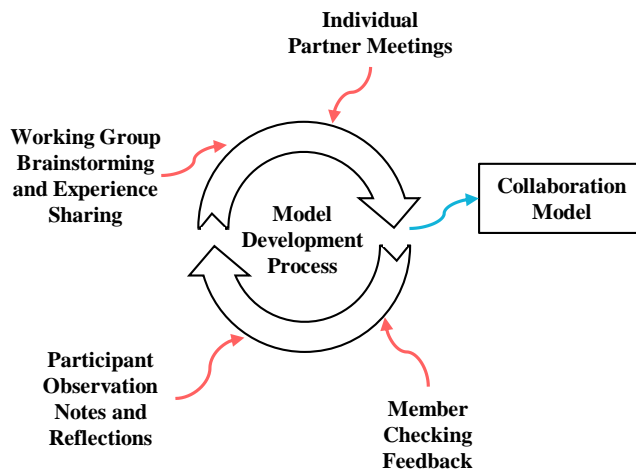 Individual
Partner Meetings
Working Group
Brainstorming
and Experience
Sharing
Collaboration
Model
Model
Development
Process
Participant
Observation
Notes and
Reflections
Member
Checking
Feedback